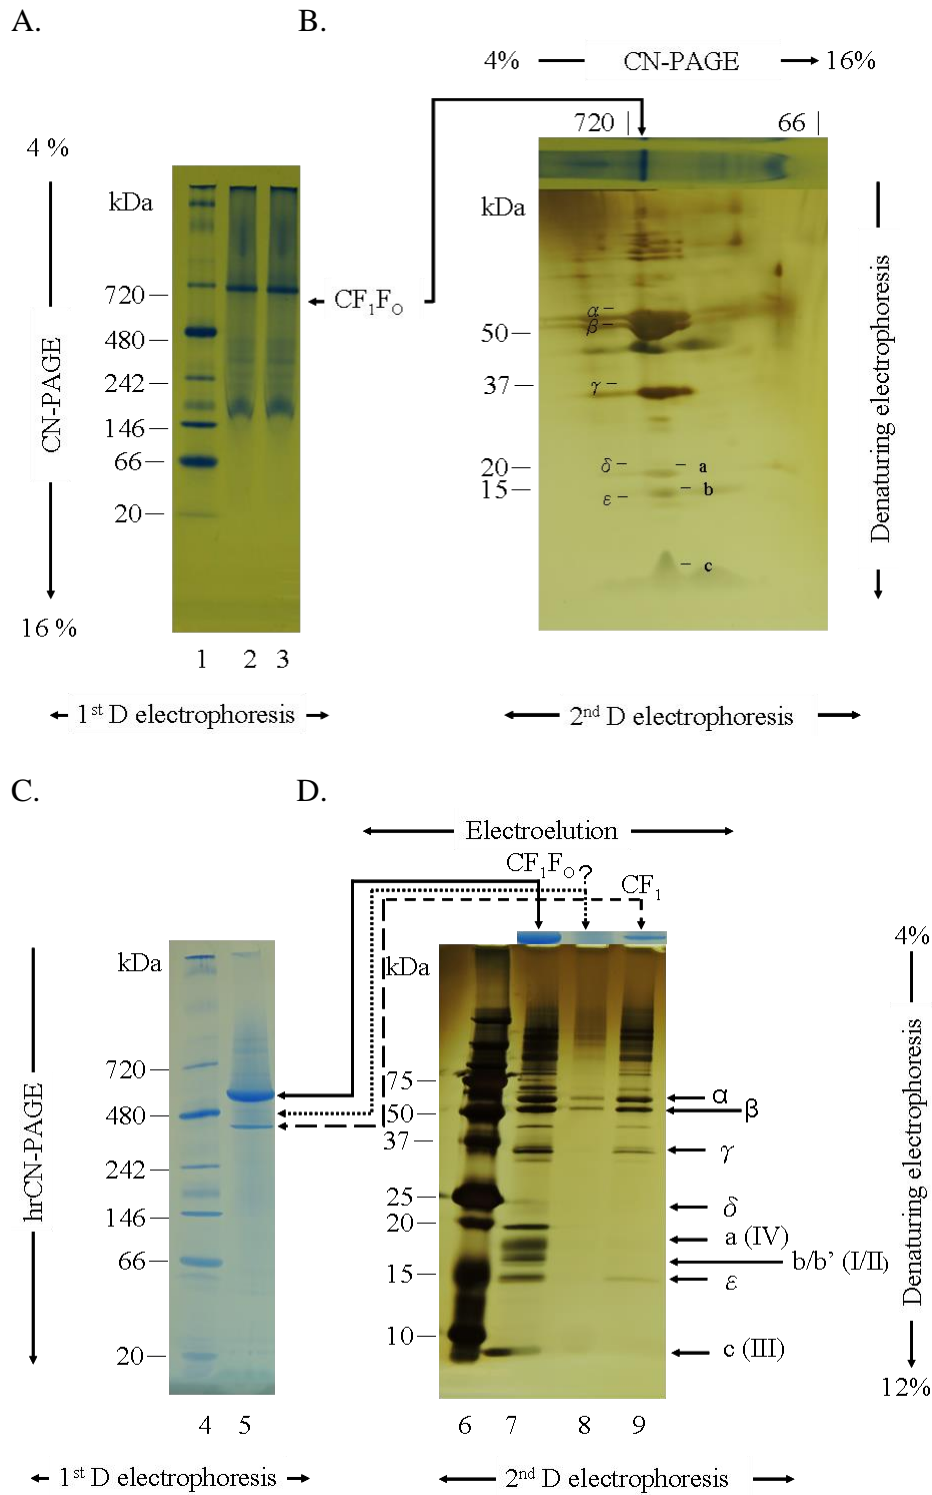 A.
B.
4% CN-PAGE 16%
720 | 66 |
4 %
kDa
720
480
242
146
66
20
CF₁F₀
CN-PAGE
16 %
1 2 3
1ˢᵗ D electrophoresis
kDa
α
β
50
37
γ
20
15
δ a
ε b
c
Denaturing electrophoresis
2ⁿᵈ D electrophoresis
C.
D.
Electroelution
CF₁F₀ ? CF₁
hrCN-PAGE
kDa
720
480
242
146
66
20
4 5
1ˢᵗ D electrophoresis
kDa
75
50
37
25
20
15
10
α
β
γ
δ
a (IV)
b/b’ (I/II)
ε
c (III)
6 7 8 9
4%
Denaturing electrophoresis
12%
2ⁿᵈ D electrophoresis